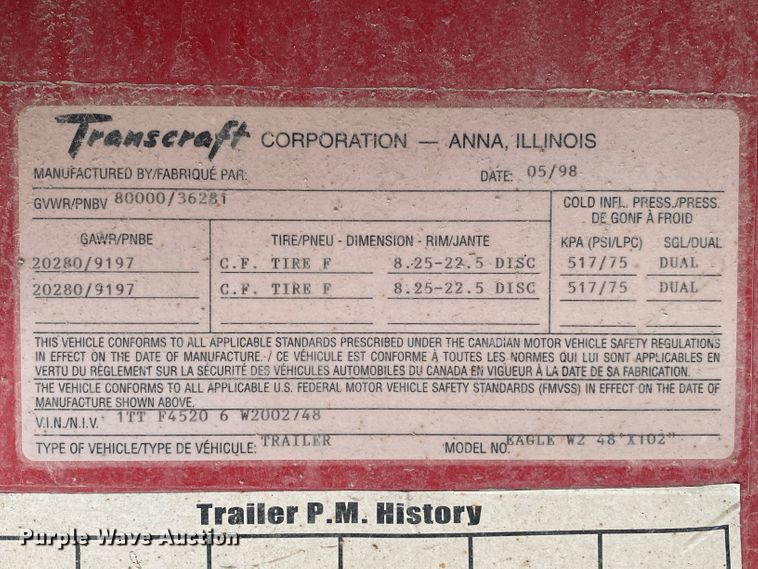 Transcraft CORPORATION — ANNA, ILLINOIS
MANUFACTURED BY/FABRIQUÉ PAR: DATE: 05/98
GVWR/PNBV 80000/36281
COLD INFL. PRESS./PRESS.
DE GONF À FROID
GAWR/PNBE TIRE/PNEU - DIMENSION - RIM/JANTE KPA (PSI/LPC) SGL/DUAL
20280/9197 C.F. TIRE F 8.25-22.5 DISC 517/75 DUAL
20280/9197 C.F. TIRE F 8.25-22.5 DISC 517/75 DUAL
THIS VEHICLE CONFORMS TO ALL APPLICABLE STANDARDS PRESCRIBED UNDER THE CANADIAN MOTOR VEHICLE SAFETY REGULATIONS
IN EFFECT ON THE DATE OF MANUFACTURE. / CE VÉHICULE EST CONFORME À TOUTES LES NORMES QUI LUI SONT APPLICABLES EN
VERTU DU RÈGLEMENT SUR LA SÉCURITÉ DES VÉHICULES AUTOMOBILES DU CANADA EN VIGUEUR À LA DATE DE SA FABRICATION.
THE VEHICLE CONFORMS TO ALL APPLICABLE U.S. FEDERAL MOTOR VEHICLE SAFETY STANDARDS (FMVSS) IN EFFECT ON THE DATE OF
MANUFACTURE SHOWN ABOVE.
V.I.N./N.I.V. 1TT F4520 6 W2002748
TYPE OF VEHICLE/TYPE DE VÉHICULE: TRAILER MODEL NO. EAGLE W2 48'X102"
Trailer P.M. History
Purple Wave Auction